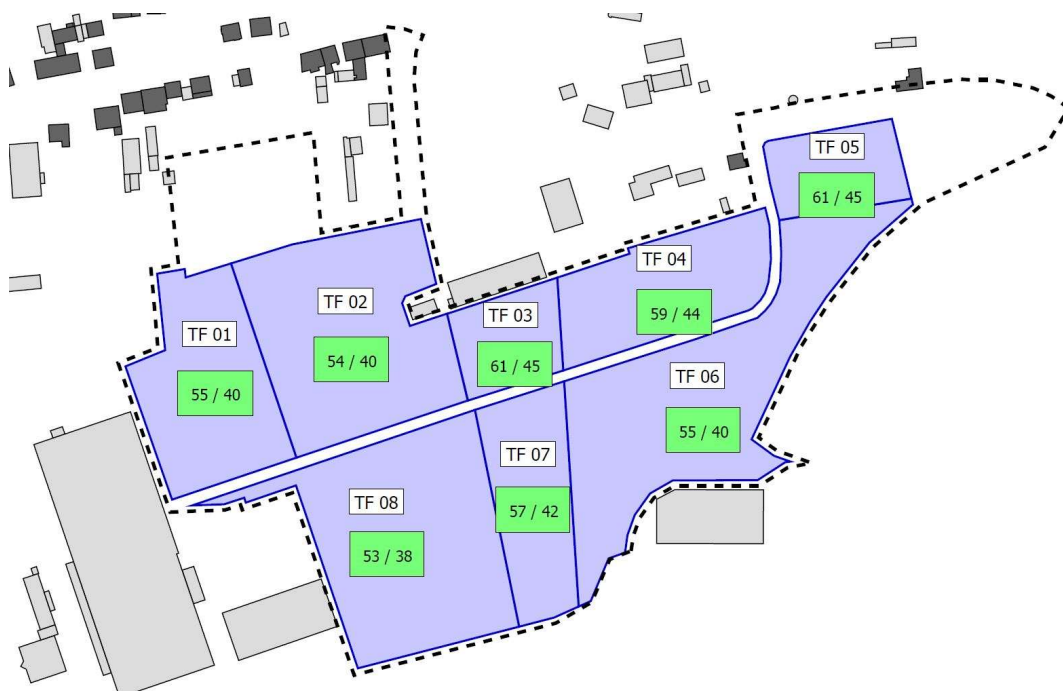 TF 01
55 / 40
TF 02
54 / 40
TF 03
61 / 45
TF 04
59 / 44
TF 05
61 / 45
TF 06
55 / 40
TF 07
57 / 42
TF 08
53 / 38